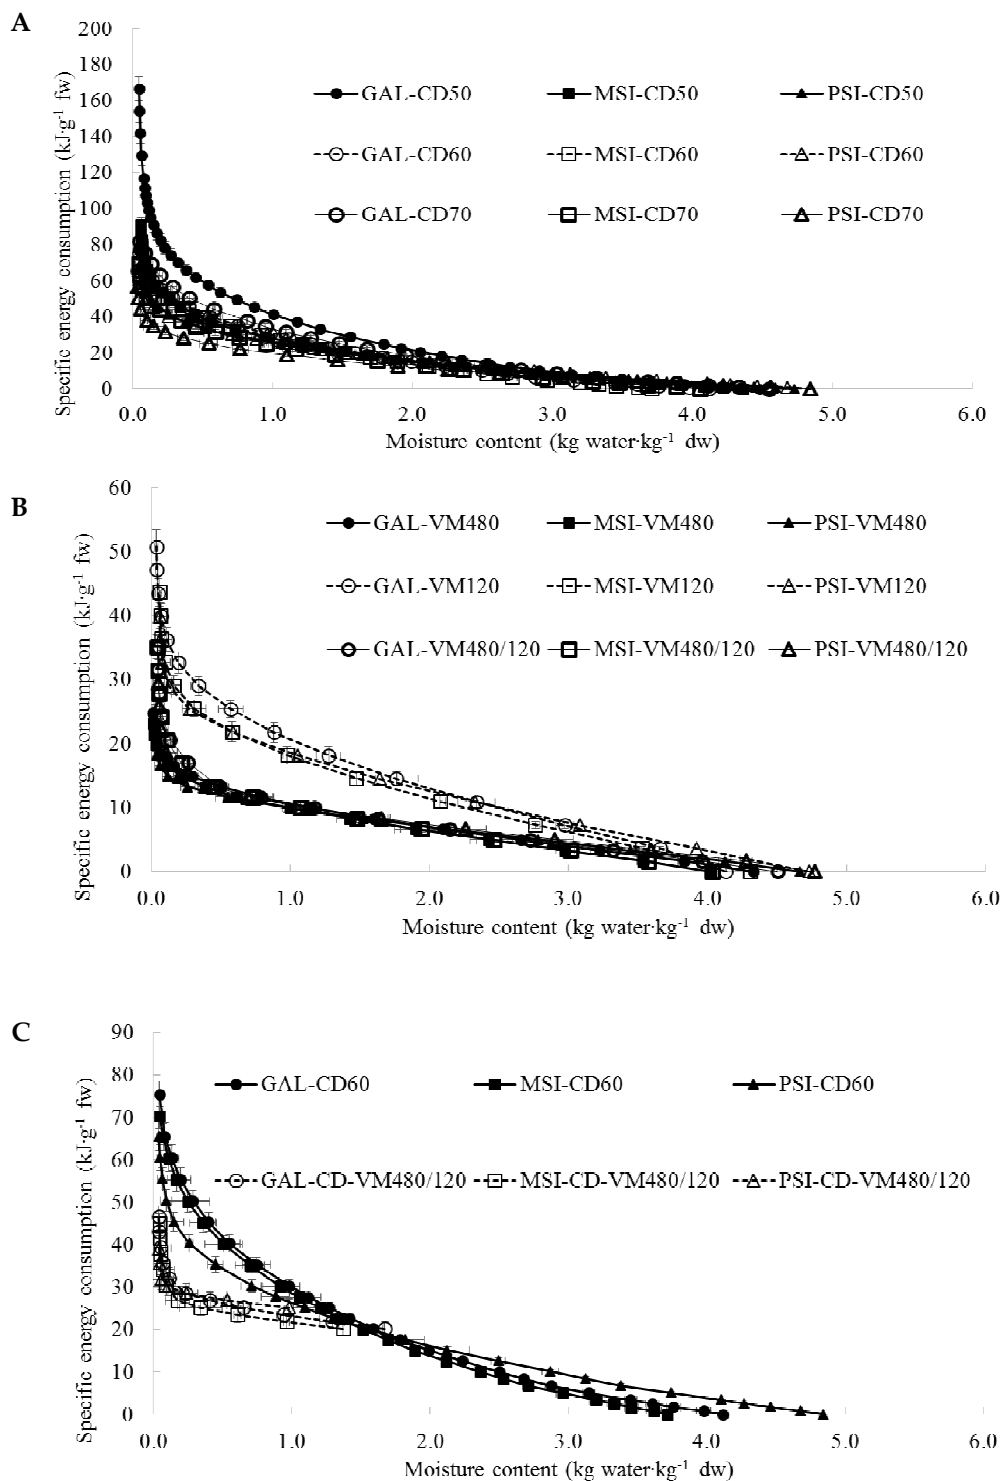 A
Specific energy consumption (kJ·g-1 fw)
200
180
160
140
120
100
80
60
40
20
0
GAL-CD50 MSI-CD50 PSI-CD50
GAL-CD60 MSI-CD60 PSI-CD60
GAL-CD70 MSI-CD70 PSI-CD70
0.0 1.0 2.0 3.0 4.0 5.0 6.0
Moisture content (kg water·kg-1 dw)
B
Specific energy consumption (kJ·g-1 fw)
60
50
40
30
20
10
0
GAL-VM480 MSI-VM480 PSI-VM480
GAL-VM120 MSI-VM120 PSI-VM120
GAL-VM480/120 MSI-VM480/120 PSI-VM480/120
0.0 1.0 2.0 3.0 4.0 5.0 6.0
Moisture content (kg water·kg-1 dw)
C
Specific energy consumption (kJ·g-1 fw)
90
80
70
60
50
40
30
20
10
0
GAL-CD60 MSI-CD60 PSI-CD60
GAL-CD-VM480/120 MSI-CD-VM480/120 PSI-CD-VM480/120
0.0 1.0 2.0 3.0 4.0 5.0 6.0
Moisture content (kg water·kg-1 dw)